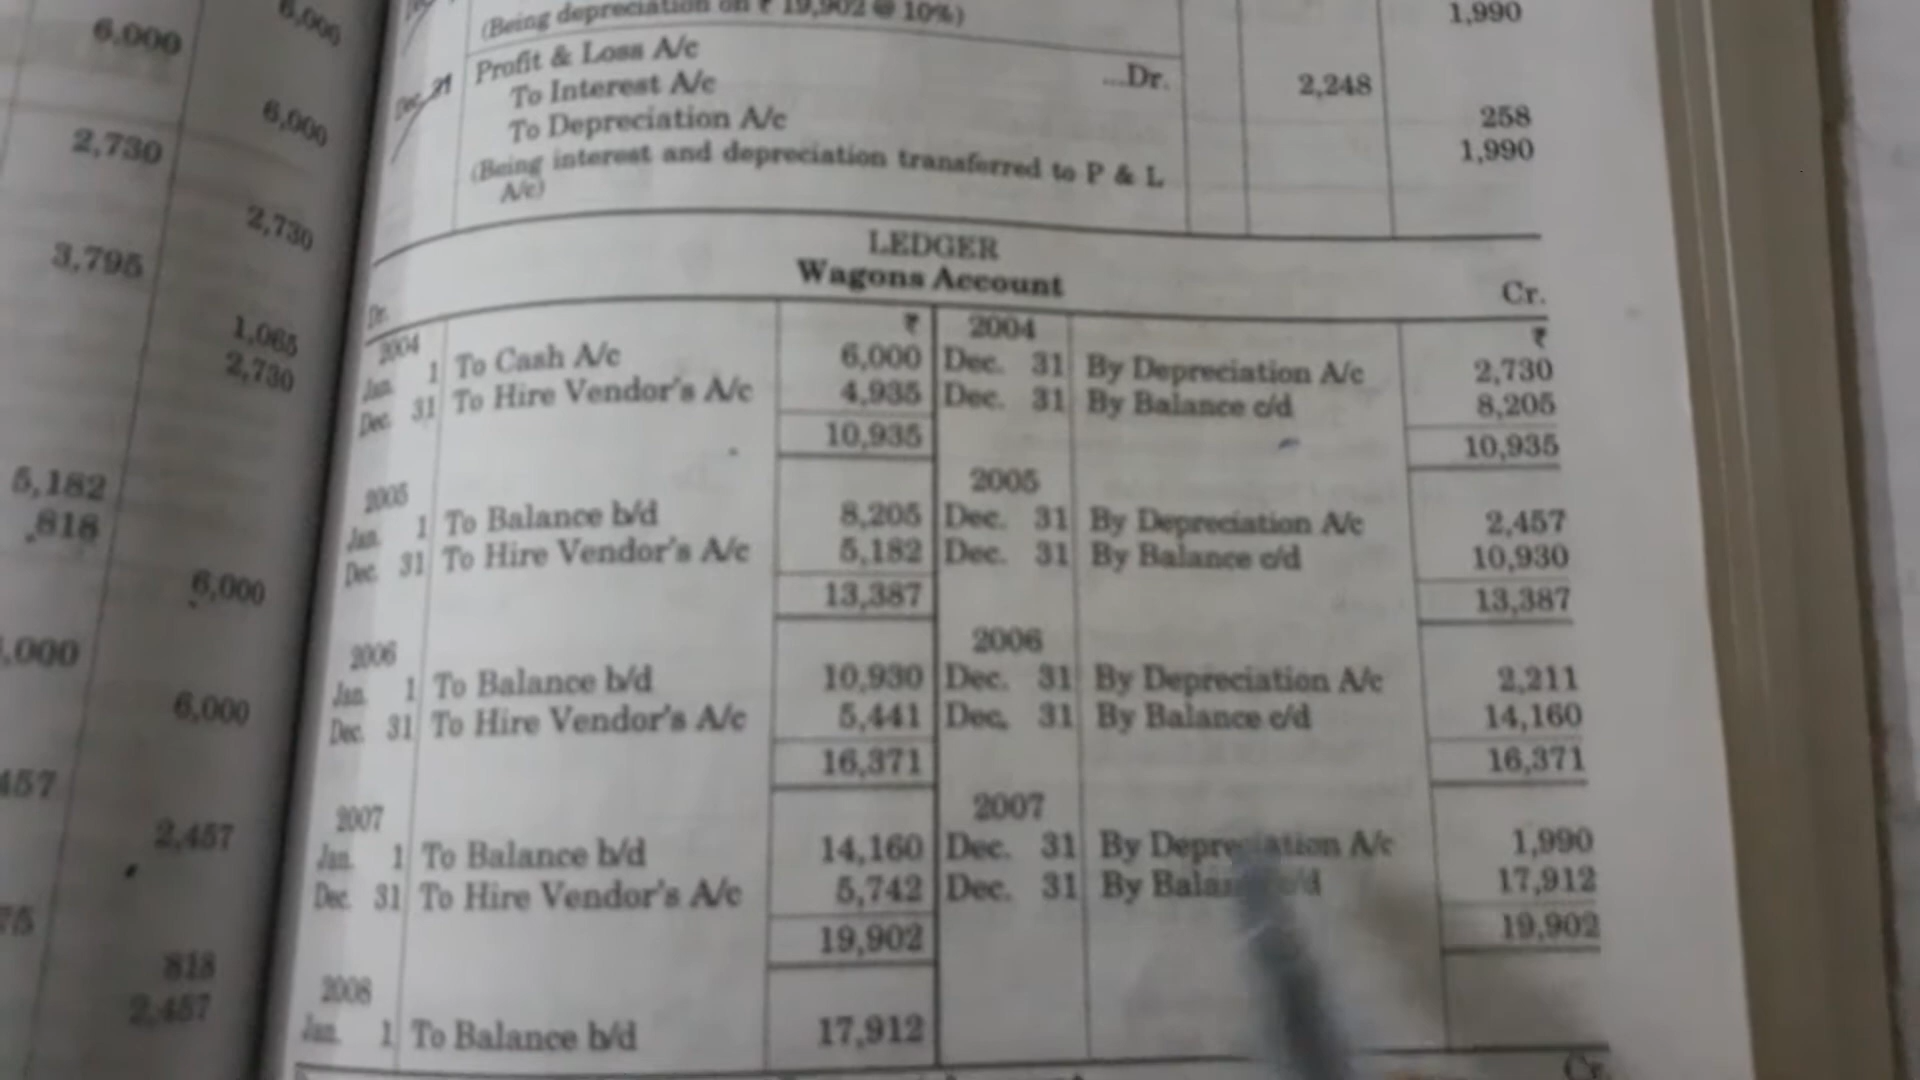 6,000
6,000
6,000
2,730
2,730
3,795
1,065
2,730
5,182
818
6,000
,000
6,000
457
2,457
75
818
2,457
(Being depreciation on ₹ 19,902 @ 10%) 1,990
Dec. 31 Profit & Loss A/c ...Dr. 2,248
To Interest A/c 258
To Depreciation A/c 1,990
(Being interest and depreciation transferred to P & L
A/c)
LEDGER
Wagons Account
Dr. Cr.
2004 ₹ 2004 ₹
Jan. 1 To Cash A/c 6,000 Dec. 31 By Depreciation A/c 2,730
Dec. 31 To Hire Vendor's A/c 4,935 Dec. 31 By Balance c/d 8,205
10,935 10,935
2005 2005
Jan. 1 To Balance b/d 8,205 Dec. 31 By Depreciation A/c 2,457
Dec. 31 To Hire Vendor's A/c 5,182 Dec. 31 By Balance c/d 10,930
13,387 13,387
2006 2006
Jan. 1 To Balance b/d 10,930 Dec. 31 By Depreciation A/c 2,211
Dec. 31 To Hire Vendor's A/c 5,441 Dec. 31 By Balance c/d 14,160
16,371 16,371
2007 2007
Jan. 1 To Balance b/d 14,160 Dec. 31 By Depreciation A/c 1,990
Dec. 31 To Hire Vendor's A/c 5,742 Dec. 31 By Balance c/d 17,912
19,902 19,902
2008
Jan. 1 To Balance b/d 17,912
Cr.